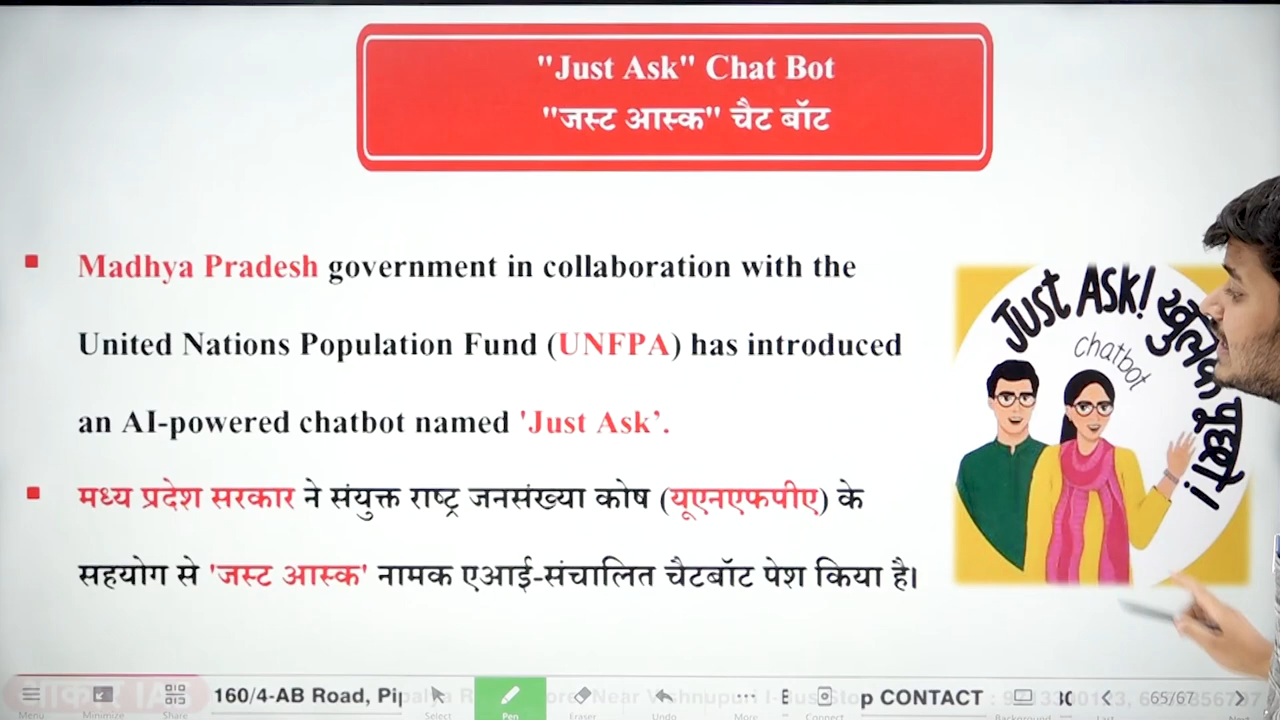 "Just Ask" Chat Bot
"जस्ट आस्क" चैट बॉट
Madhya Pradesh government in collaboration with the
United Nations Population Fund (UNFPA) has introduced
an AI-powered chatbot named 'Just Ask’.
मध्य प्रदेश सरकार ने संयुक्त राष्ट्र जनसंख्या कोष (यूएनएफपीए) के
सहयोग से 'जस्ट आस्क' नामक एआई-संचालित चैटबॉट पेश किया है।
JUST ASK! खुलके पूछो!
chatbot
160/4-AB Road, Pip
CONTACT
65/67
Menu Minimize Share Select Pen Eraser Undo More Connect Background